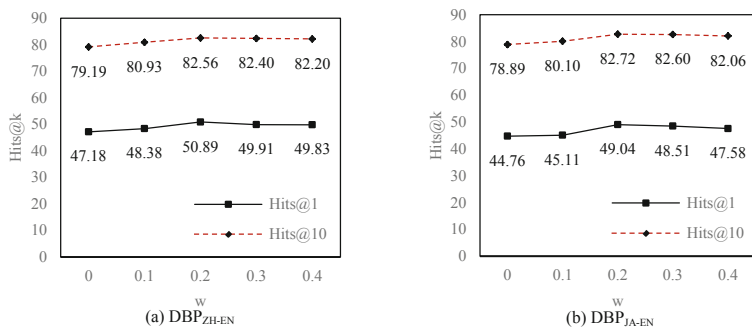 90
80
70
60
50
40
30
20
10
0
Hits@k
79.19 80.93 82.56 82.40 82.20
47.18 48.38 50.89 49.91 49.83
Hits@1
Hits@10
0 0.1 0.2 0.3 0.4
w
(a) DBP_ZH-EN
90
80
70
60
50
40
30
20
10
0
Hits@k
78.89 80.10 82.72 82.60 82.06
44.76 45.11 49.04 48.51 47.58
Hits@1
Hits@10
0 0.1 0.2 0.3 0.4
w
(b) DBP_JA-EN